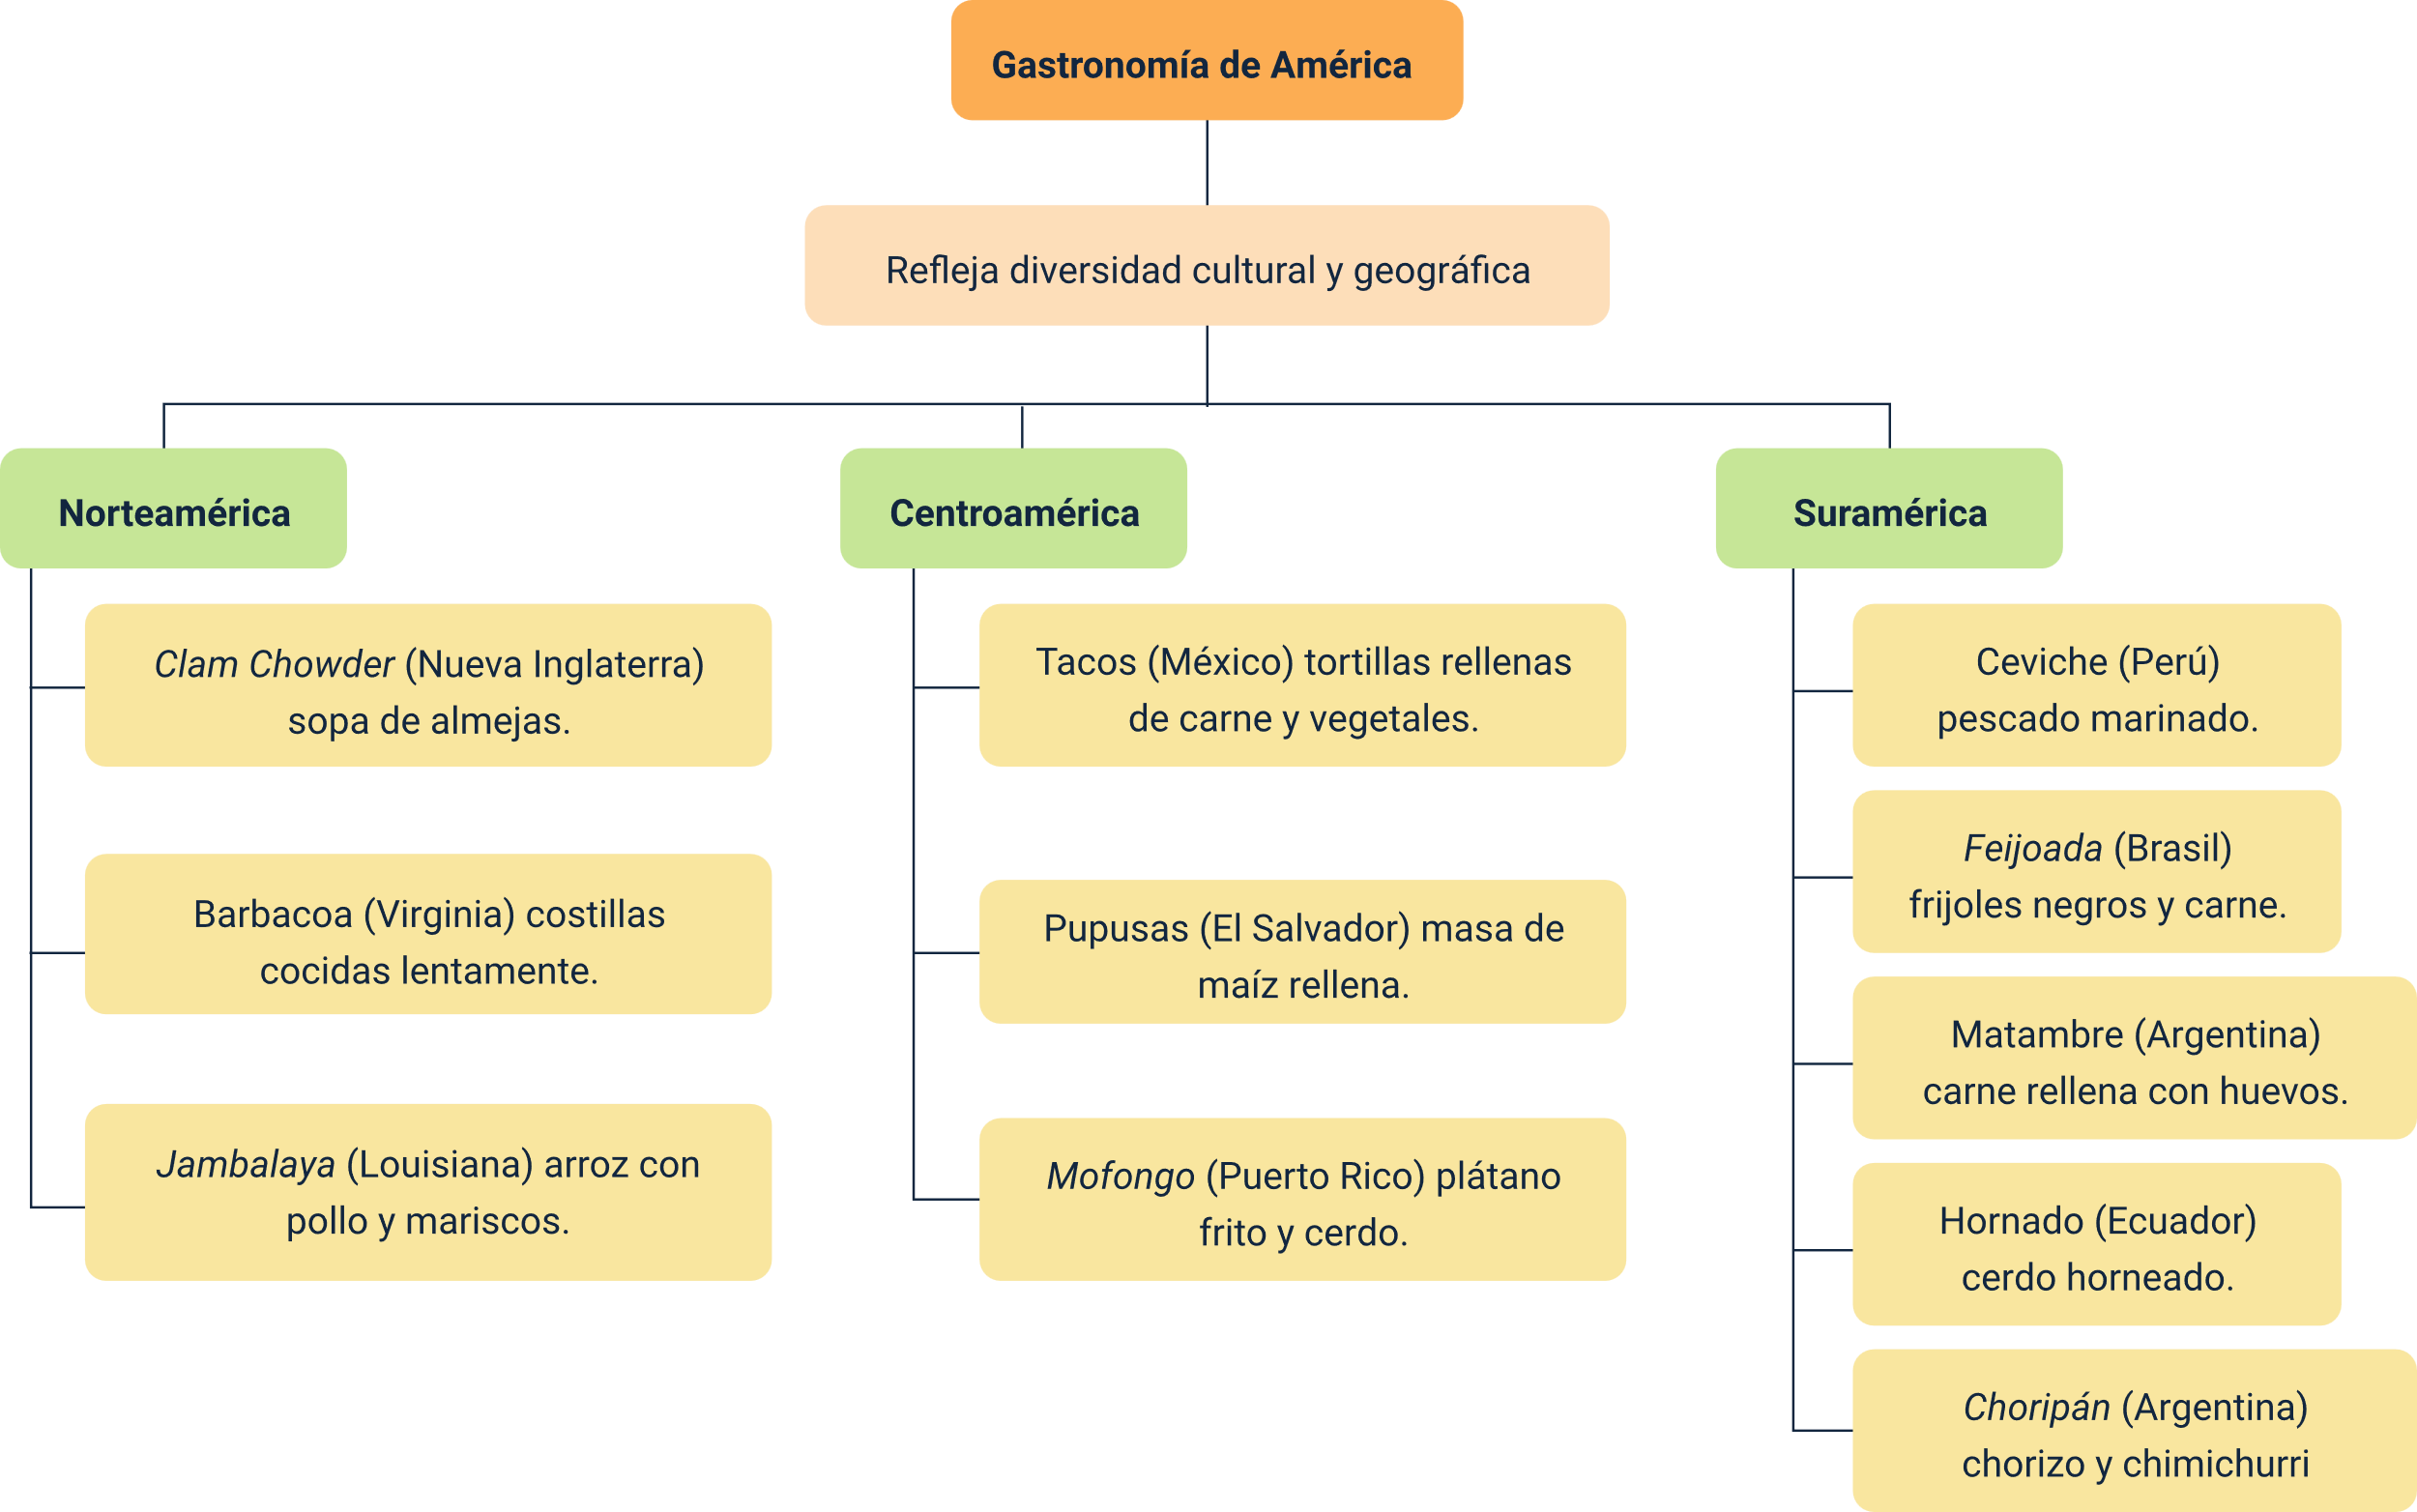 Gastronomía de América
Refleja diversidad cultural y geográfica
Norteamérica
Clam Chowder (Nueva Inglaterra)
sopa de almejas.
Barbacoa (Virginia) costillas
cocidas lentamente.
Jambalaya (Louisiana) arroz con
pollo y mariscos.
Centroamérica
Tacos (México) tortillas rellenas
de carne y vegetales.
Pupusas (El Salvador) masa de
maíz rellena.
Mofongo (Puerto Rico) plátano
frito y cerdo.
Suramérica
Ceviche (Perú)
pescado marinado.
Feijoada (Brasil)
frijoles negros y carne.
Matambre (Argentina)
carne rellena con huevos.
Hornado (Ecuador)
cerdo horneado.
Choripán (Argentina)
chorizo y chimichurri